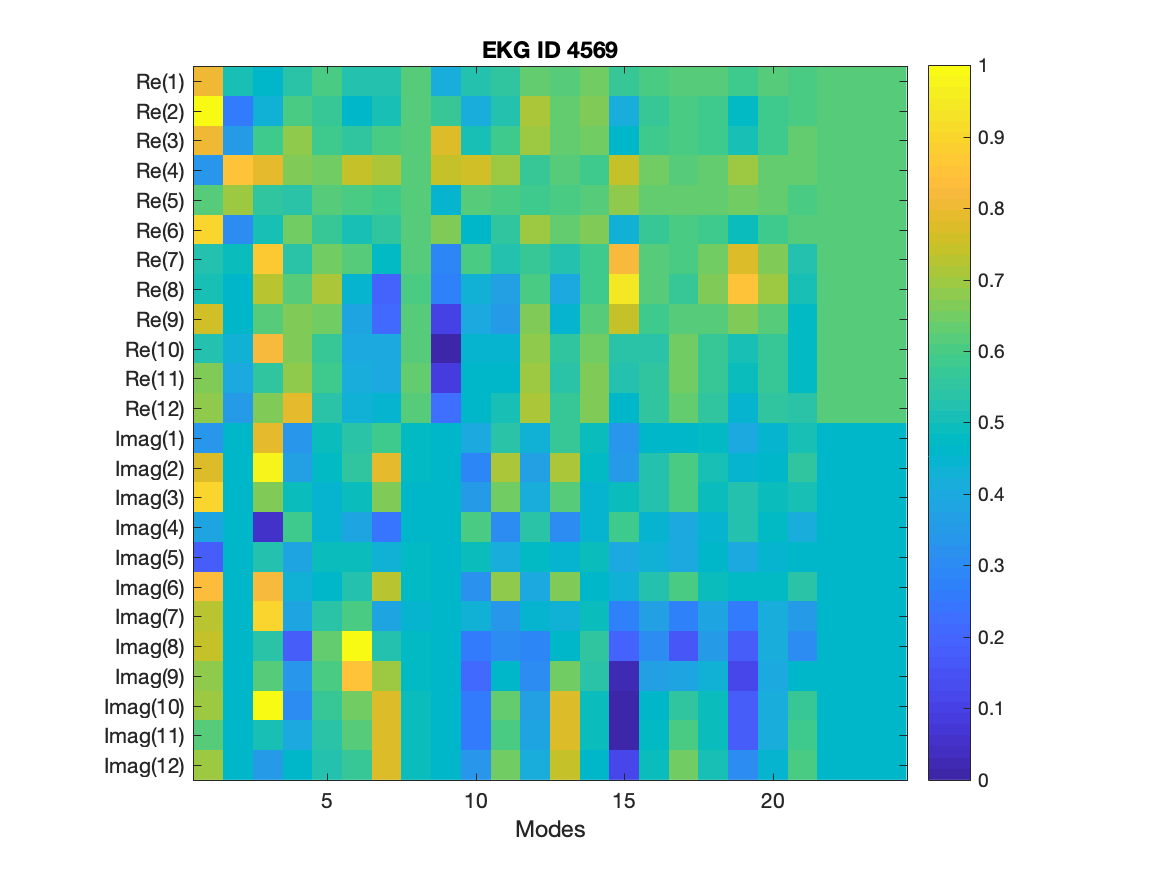 EKG ID 4569
Re(1)
Re(2)
Re(3)
Re(4)
Re(5)
Re(6)
Re(7)
Re(8)
Re(9)
Re(10)
Re(11)
Re(12)
Imag(1)
Imag(2)
Imag(3)
Imag(4)
Imag(5)
Imag(6)
Imag(7)
Imag(8)
Imag(9)
Imag(10)
Imag(11)
Imag(12)
5 10 15 20
Modes
1
0.9
0.8
0.7
0.6
0.5
0.4
0.3
0.2
0.1
0